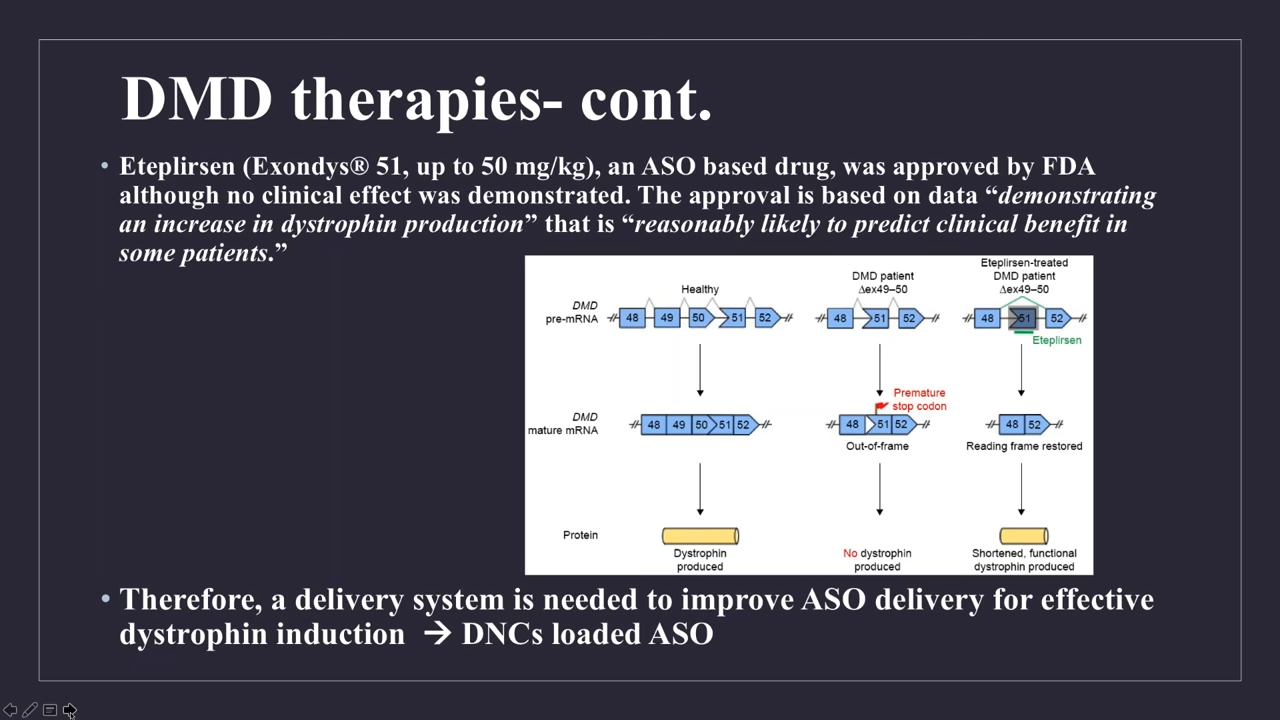 DMD therapies- cont.
• Eteplirsen (Exondys® 51, up to 50 mg/kg), an ASO based drug, was approved by FDA
although no clinical effect was demonstrated. The approval is based on data “demonstrating
an increase in dystrophin production” that is “reasonably likely to predict clinical benefit in
some patients.”
Healthy
DMD patient
Δex49–50
Eteplirsen-treated
DMD patient
Δex49–50
DMD
pre-mRNA
48 49 50 51 52
48 51 52
48 51 52
Eteplirsen
Premature
stop codon
DMD
mature mRNA
48 49 50 51 52
48 51 52
48 52
Out-of-frame
Reading frame restored
Protein
Dystrophin
produced
No dystrophin
produced
Shortened, functional
dystrophin produced
• Therefore, a delivery system is needed to improve ASO delivery for effective
dystrophin induction → DNCs loaded ASO